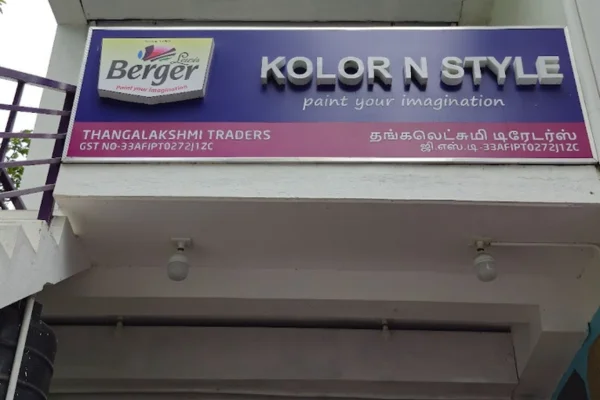 Berger
Paint your imagination
KOLOR N STYLE
paint your imagination
THANGALAKSHMI TRADERS
GST NO-33AFIPT0272J1ZC
தங்கலெட்சுமி டிரேடர்ஸ்
ஜி.எஸ்.டி-33AFIPT0272J1ZC